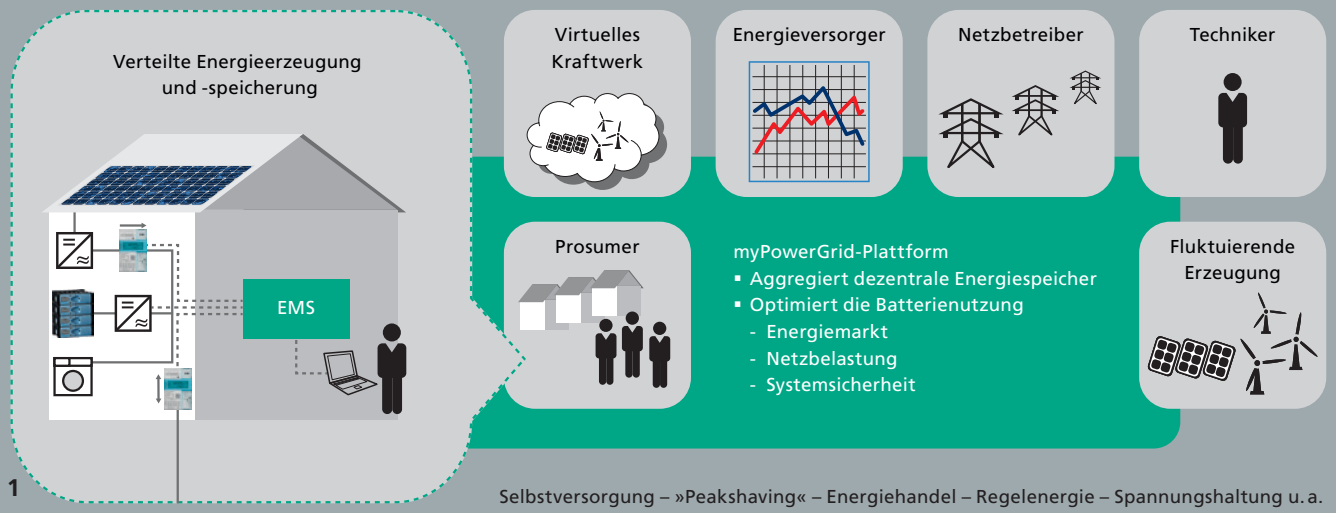 Verteilte Energieerzeugung
und -speicherung
EMS
Virtuelles
Kraftwerk
Energieversorger
Netzbetreiber
Techniker
Prosumer
myPowerGrid-Plattform
▪ Aggregiert dezentrale Energiespeicher
▪ Optimiert die Batterienutzung
- Energiemarkt
- Netzbelastung
- Systemsicherheit
Fluktuierende
Erzeugung
1
Selbstversorgung – »Peakshaving« – Energiehandel – Regelenergie – Spannungshaltung u. a.